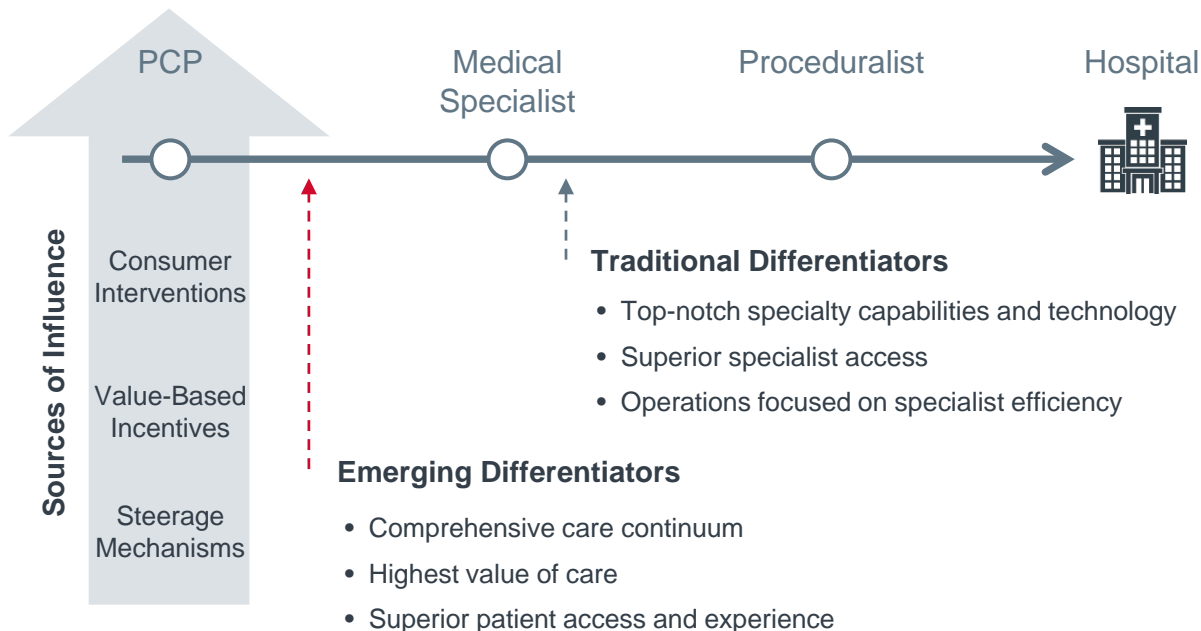 PCP
Medical
Specialist
Proceduralist
Hospital
Sources of Influence
Consumer
Interventions
Value-Based
Incentives
Steerage
Mechanisms
Traditional Differentiators
• Top-notch specialty capabilities and technology
• Superior specialist access
• Operations focused on specialist efficiency
Emerging Differentiators
• Comprehensive care continuum
• Highest value of care
• Superior patient access and experience